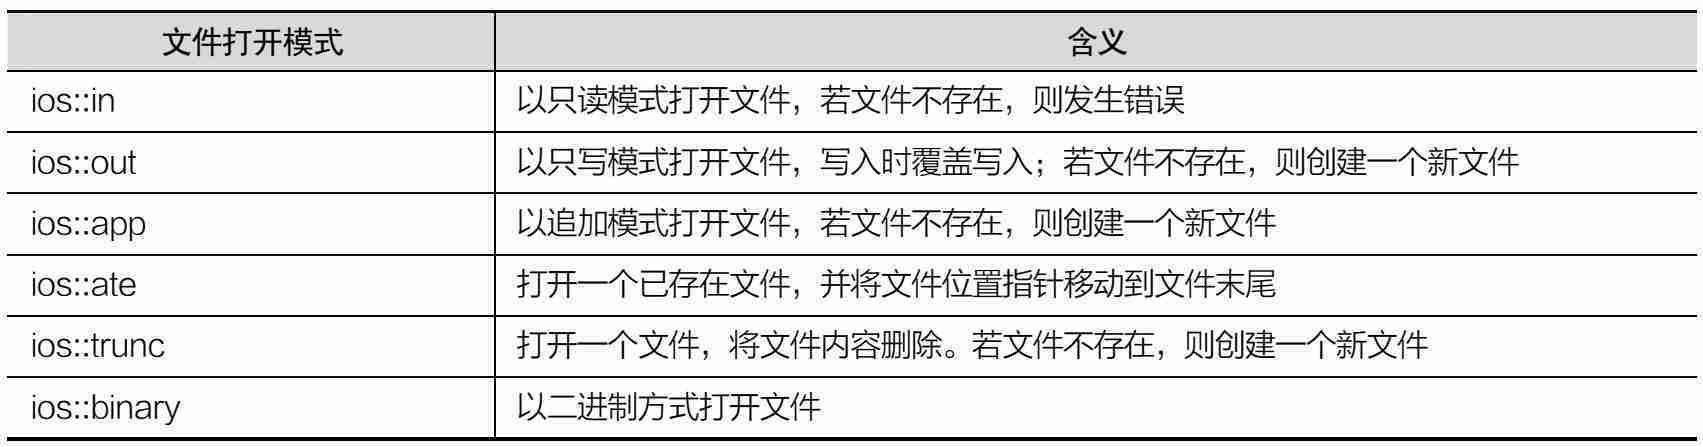 文件打开模式 含义
ios::in 以只读模式打开文件，若文件不存在，则发生错误
ios::out 以只写模式打开文件，写入时覆盖写入；若文件不存在，则创建一个新文件
ios::app 以追加模式打开文件，若文件不存在，则创建一个新文件
ios::ate 打开一个已存在文件，并将文件位置指针移动到文件末尾
ios::trunc 打开一个文件，将文件内容删除。若文件不存在，则创建一个新文件
ios::binary 以二进制方式打开文件